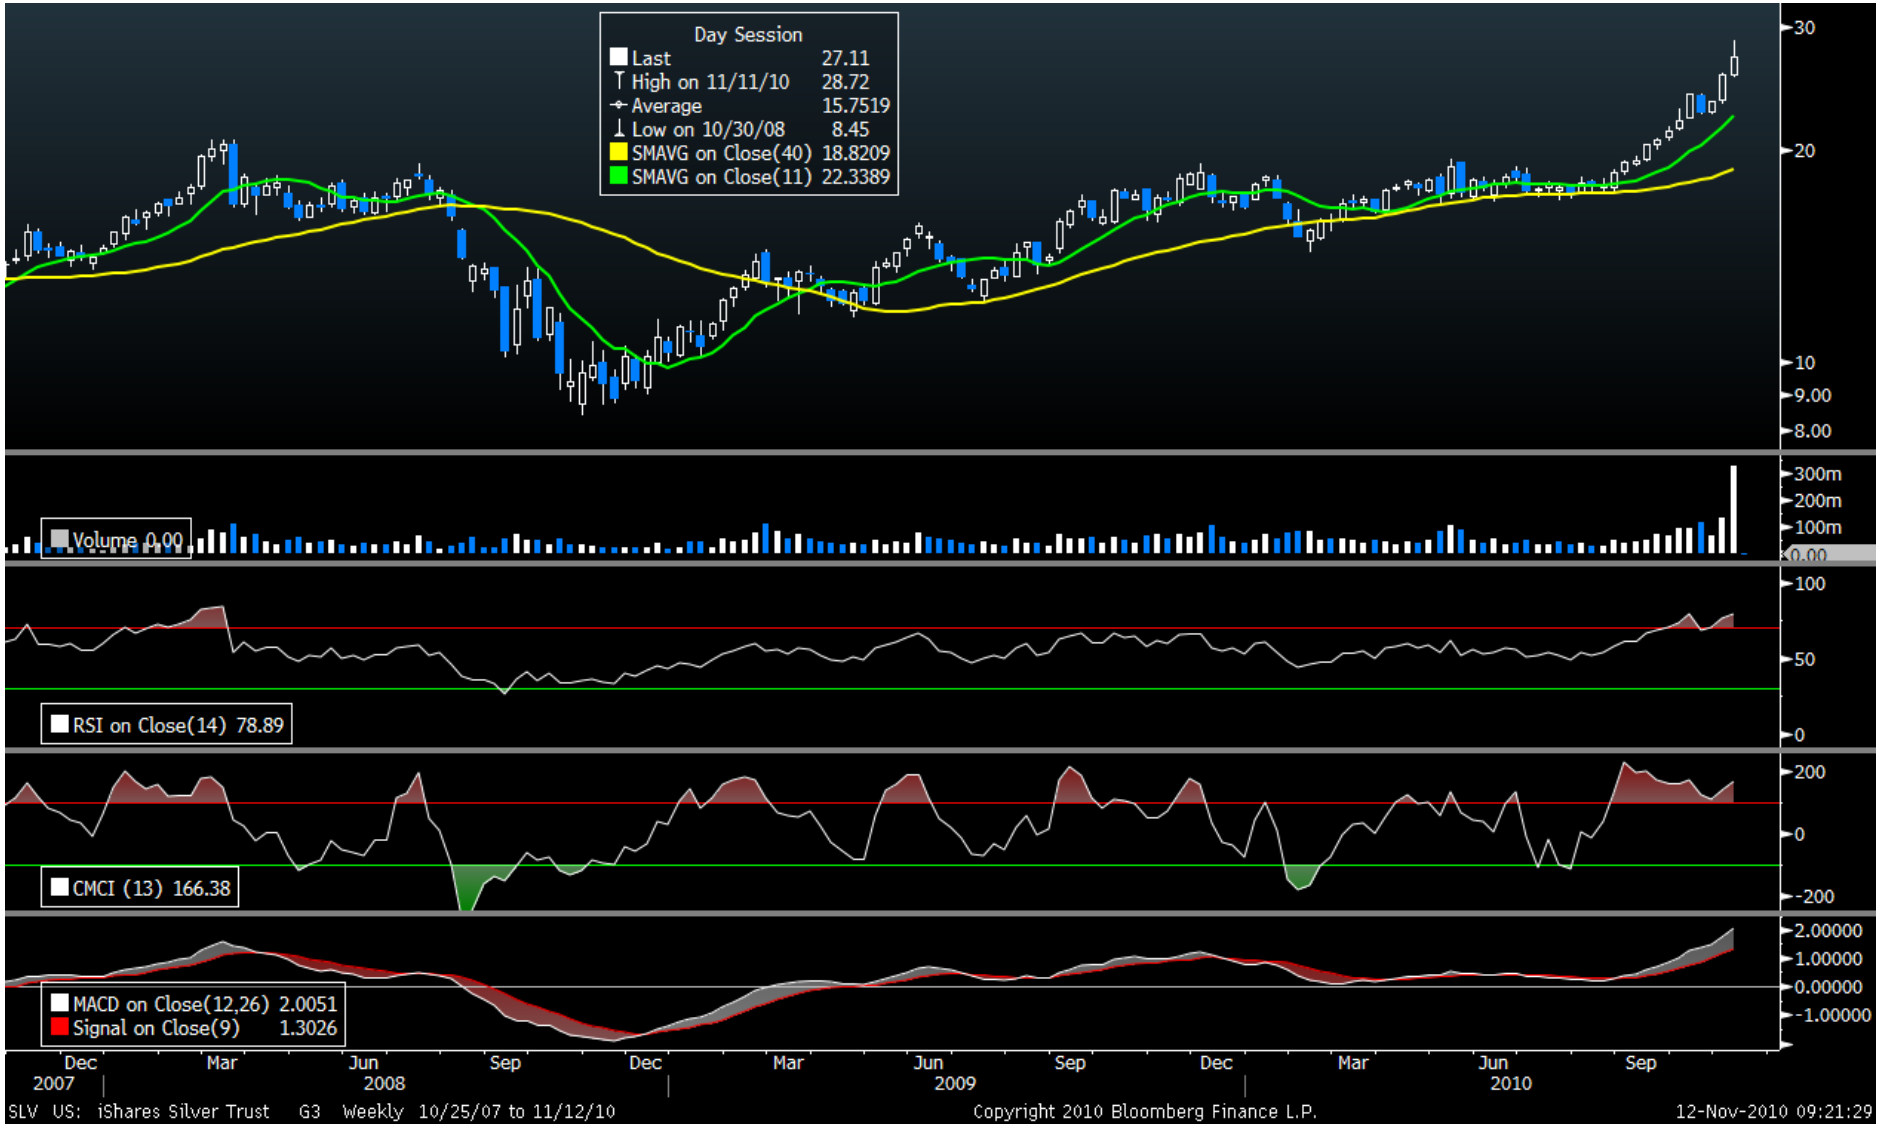 Day Session
Last 27.11
High on 11/11/10 28.72
Average 15.7519
Low on 10/30/08 8.45
SMAVG on Close(40) 18.8209
SMAVG on Close(11) 22.3389
30
20
10
9.00
8.00
Volume 0.00
300m
200m
100m
0.00
RSI on Close(14) 78.89
100
50
0
CMCI (13) 166.38
200
0
-200
MACD on Close(12,26) 2.0051
Signal on Close(9) 1.3026
2.00000
1.00000
0.00000
-1.00000
Dec Mar Jun Sep Dec Mar Jun Sep Dec Mar Jun Sep
2007 2008 2009 2010
SLV US: iShares Silver Trust G3 Weekly 10/25/07 to 11/12/10 Copyright 2010 Bloomberg Finance L.P. 12-Nov-2010 09:21:29